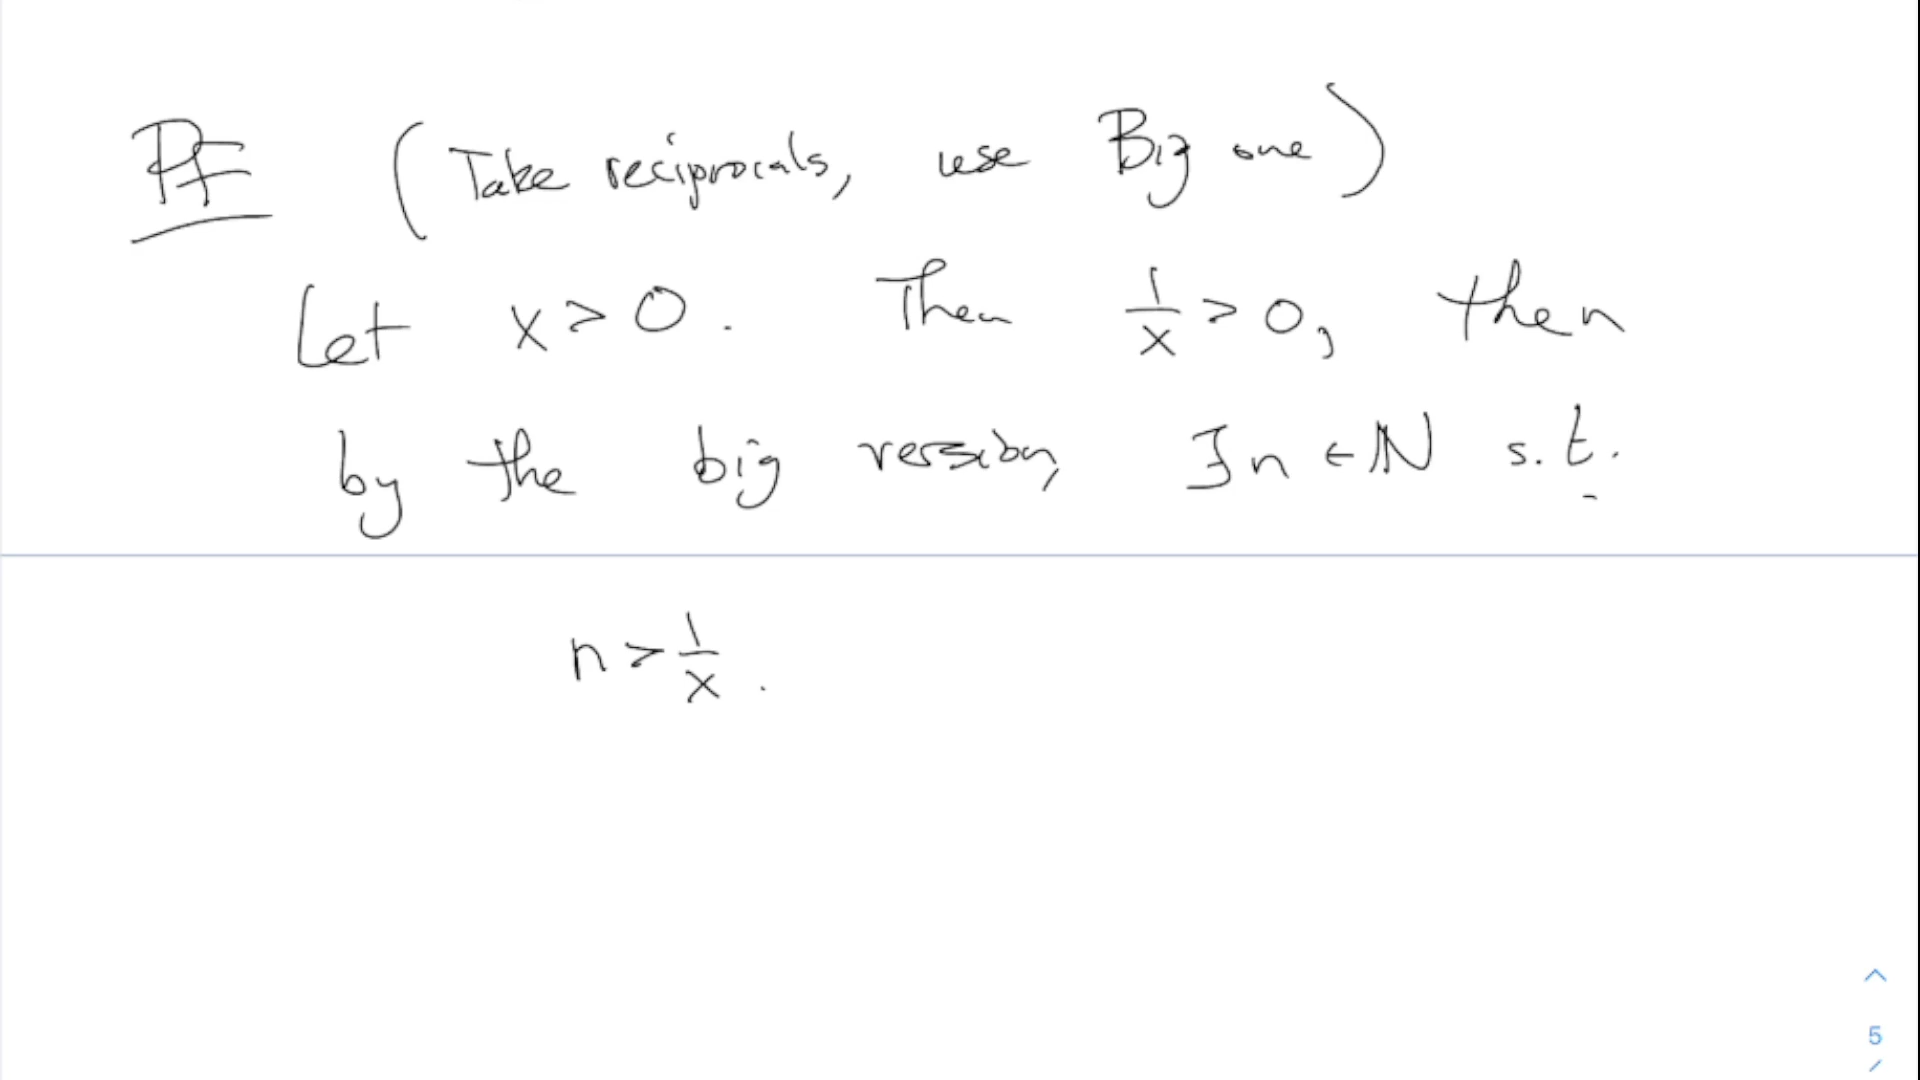 Pf (Take reciprocals, use Big one)
Let x > 0. Then 1/x > 0, then
by the big version, ∃n ∈ ℕ s.t.
n > 1/x.
5